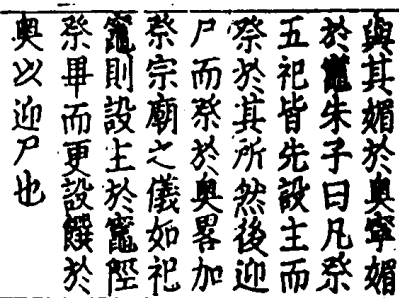 與其媚於奧寧媚
於竈朱子曰凡祭
五祀皆先設主而
祭於其所然後迎
尸而祭於奧畧加
祭宗廟之儀如祀
竈則設主於竈陘
祭畢而更設饌於
奧以迎尸也